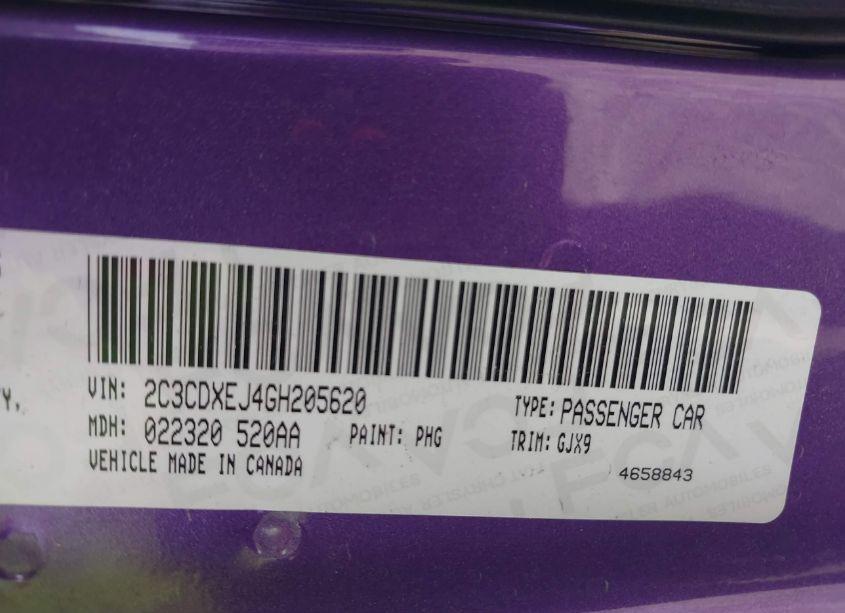 VIN: 2C3CDXEJ4GH205620
TYPE: PASSENGER CAR
MDH: 022320 520AA
PAINT: PHG
TRIM: GJX9
VEHICLE MADE IN CANADA
4658843